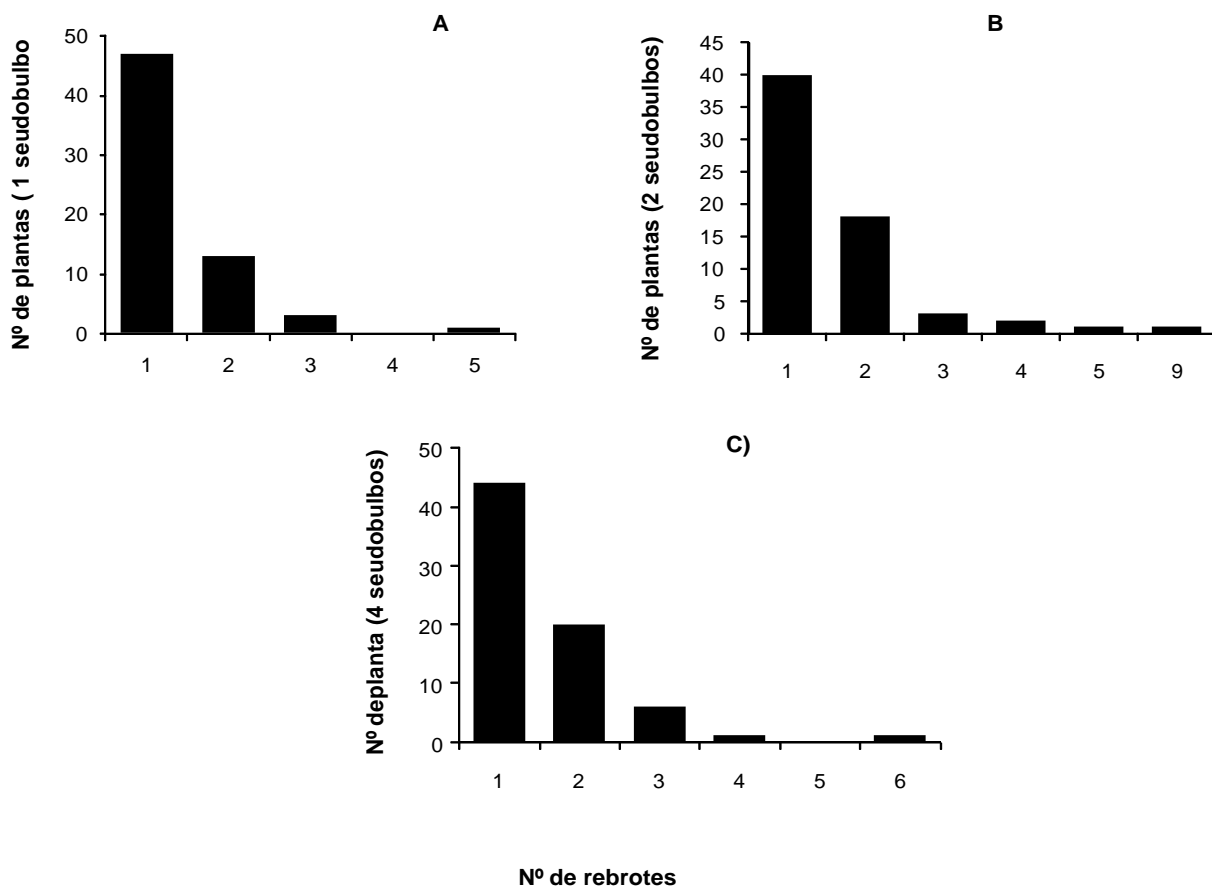 A
Nº de plantas ( 1 seudobulbo
50
40
30
20
10
0
1 2 3 4 5
B
Nº de plantas (2 seudobulbos)
45
40
35
30
25
20
15
10
5
0
1 2 3 4 5 9
C)
Nº deplanta (4 seudobulbos)
50
40
30
20
10
0
1 2 3 4 5 6
Nº de rebrotes